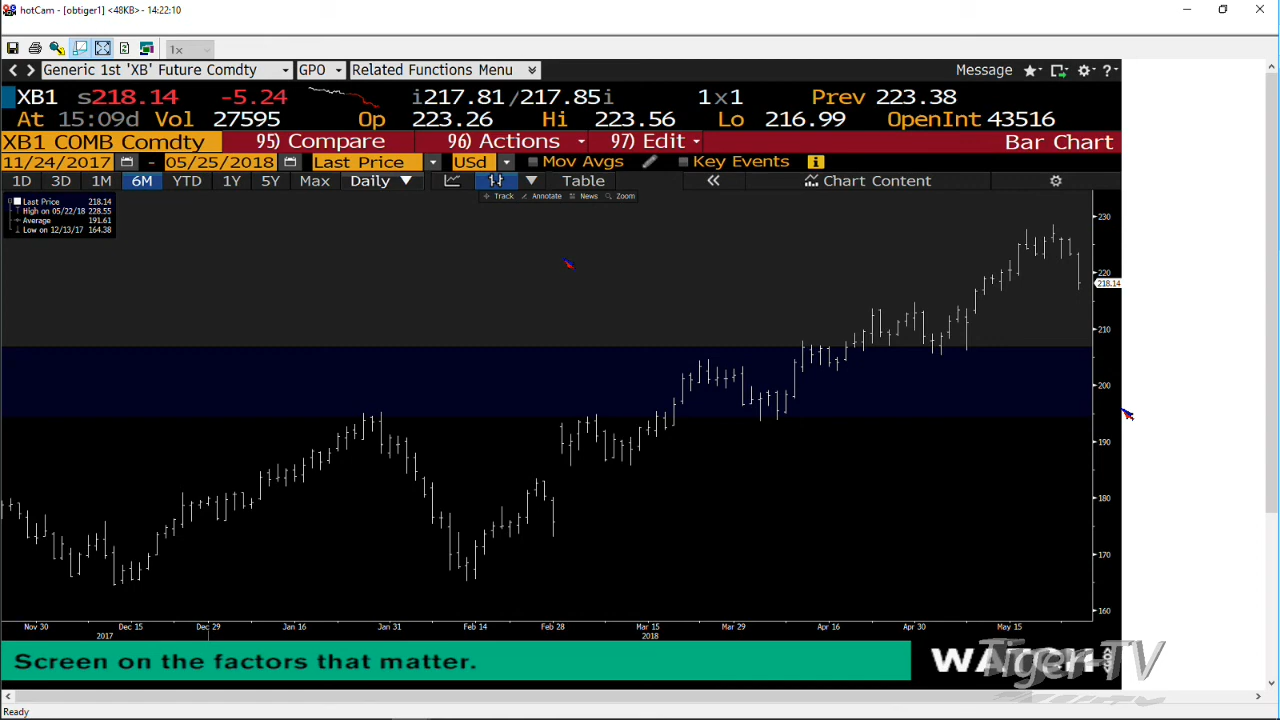 hotCam - [obtiger1] <48KB> - 14:22:10
1x
Generic 1st 'XB' Future Comdty GPO Related Functions Menu Message
XB1 s218.14 -5.24 i217.81/217.85i 1x1 Prev 223.38
At 15:09d Vol 27595 Op 223.26 Hi 223.56 Lo 216.99 OpenInt 43516
XB1 COMB Comdty 95) Compare 96) Actions 97) Edit Bar Chart
11/24/2017 - 05/25/2018 Last Price USd Mov Avgs Key Events
1D 3D 1M 6M YTD 1Y 5Y Max Daily Table Chart Content
Track Annotate News Zoom
Last Price 218.14
High on 05/22/18 228.55
Average 191.61
Low on 12/13/17 164.38
230
220
218.14
210
200
190
180
170
160
Nov 30 Dec 15 Dec 29 Jan 16 Jan 31 Feb 14 Feb 28 Mar 15 Mar 29 Apr 16 Apr 30 May 15
2017 2018
Screen on the factors that matter. WATCH
Tiger-TV
Ready